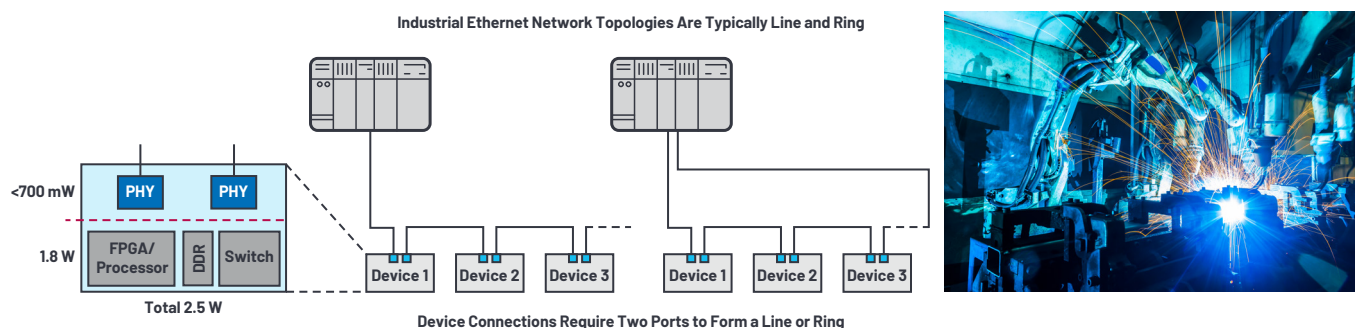 Industrial Ethernet Network Topologies Are Typically Line and Ring
<700 mW
PHY
PHY
1.8 W
FPGA/
Processor
DDR
Switch
Total 2.5 W
Device 1
Device 2
Device 3
Device 1
Device 2
Device 3
Device Connections Require Two Ports to Form a Line or Ring